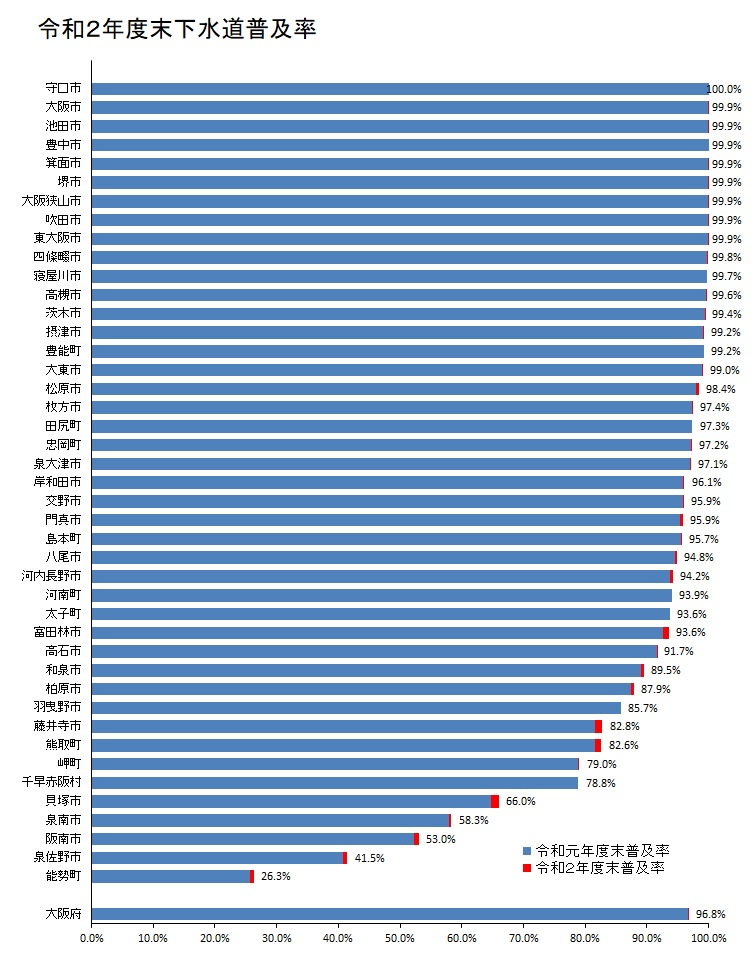 令和２年度末下水道普及率
守口市 100.0%
大阪市 99.9%
池田市 99.9%
豊中市 99.9%
箕面市 99.9%
堺市 99.9%
大阪狭山市 99.9%
吹田市 99.9%
東大阪市 99.9%
四條畷市 99.8%
寝屋川市 99.7%
高槻市 99.6%
茨木市 99.4%
摂津市 99.2%
豊能町 99.2%
大東市 99.0%
松原市 98.4%
枚方市 97.4%
田尻町 97.3%
忠岡町 97.2%
泉大津市 97.1%
岸和田市 96.1%
交野市 95.9%
門真市 95.9%
島本町 95.7%
八尾市 94.8%
河内長野市 94.2%
河南町 93.9%
太子町 93.6%
富田林市 93.6%
高石市 91.7%
和泉市 89.5%
柏原市 87.9%
羽曳野市 85.7%
藤井寺市 82.8%
熊取町 82.6%
岬町 79.0%
千早赤阪村 78.8%
貝塚市 66.0%
泉南市 58.3%
阪南市 53.0%
泉佐野市 41.5%
能勢町 26.3%
令和元年度末普及率
令和2年度末普及率
大阪府 96.8%
0.0% 10.0% 20.0% 30.0% 40.0% 50.0% 60.0% 70.0% 80.0% 90.0% 100.0%